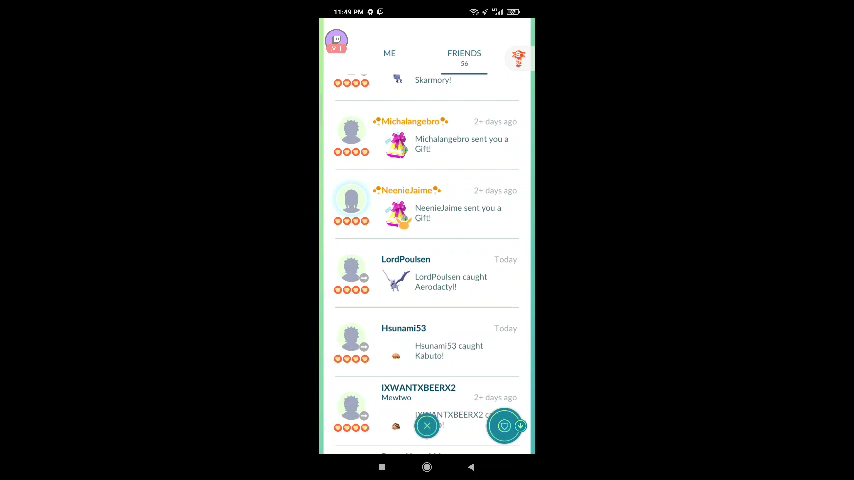 11:49 PM
ME
FRIENDS
56
Skarmory!
Michalangebro
2+ days ago
Michalangebro sent you a
Gift!
NeenieJaime
2+ days ago
NeenieJaime sent you a
Gift!
LordPoulsen
Today
LordPoulsen caught
Aerodactyl!
Hsunami53
Today
Hsunami53 caught
Kabuto!
IXWANTXBEERX2
Mewtwo
2+ days ago
IXWANTXBEERX2